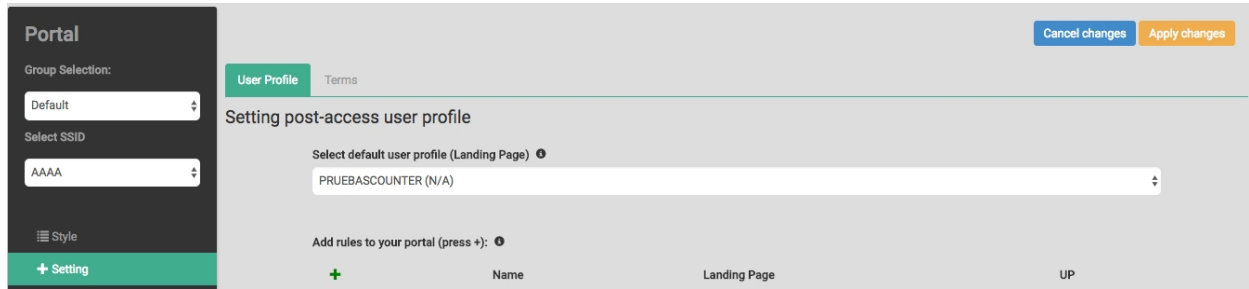 Portal
Group Selection:
Default
Select SSID
AAAA
Style
Setting
Cancel changes
Apply changes
User Profile
Terms
Setting post-access user profile
Select default user profile (Landing Page)
PRUEBASCOUNTER (N/A)
Add rules to your portal (press +):
+ Name Landing Page UP